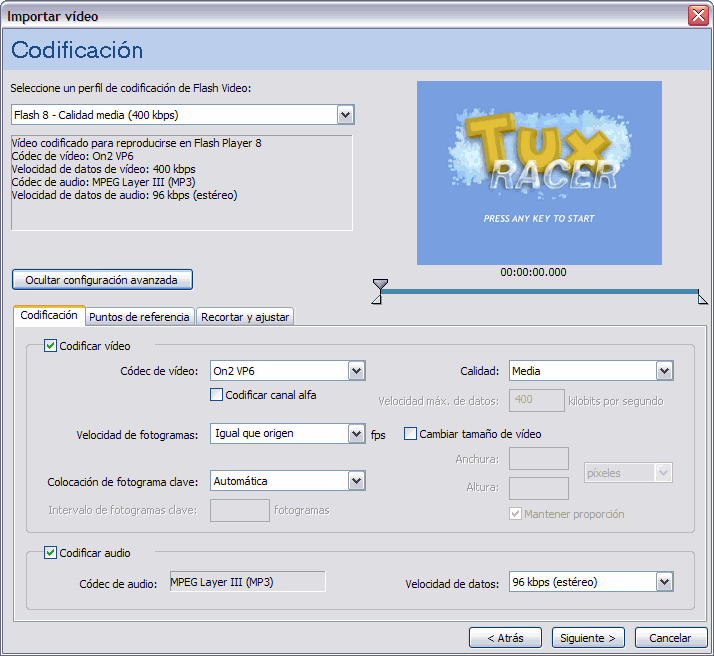 Importar vídeo
Codificación
Seleccione un perfil de codificación de Flash Video:
Flash 8 - Calidad media (400 kbps)
Vídeo codificado para reproducirse en Flash Player 8
Códec de vídeo: On2 VP6
Velocidad de datos de vídeo: 400 kbps
Códec de audio: MPEG Layer III (MP3)
Velocidad de datos de audio: 96 kbps (estéreo)
TUX
RACER
PRESS ANY KEY TO START
00:00:00.000
Ocultar configuración avanzada
Codificación Puntos de referencia Recortar y ajustar
Codificar vídeo
Códec de vídeo: On2 VP6 Calidad: Media
Codificar canal alfa Velocidad máx. de datos: 400 kilobits por segundo
Velocidad de fotogramas: Igual que origen fps Cambiar tamaño de vídeo
Anchura: píxeles
Colocación de fotograma clave: Automática Altura:
Intervalo de fotogramas clave: fotogramas Mantener proporción
Codificar audio
Códec de audio: MPEG Layer III (MP3) Velocidad de datos: 96 kbps (estéreo)
< Atrás Siguiente > Cancelar